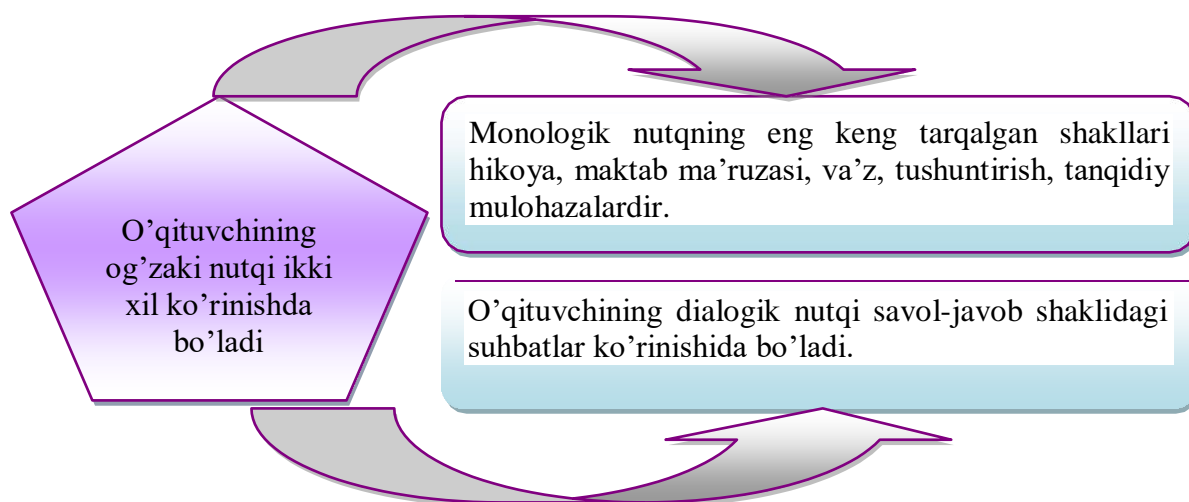 O’qituvchining
og’zaki nutqi ikki
xil ko’rinishda
bo’ladi
Monologik nutqning eng keng tarqalgan shakllari
hikoya, maktab ma’ruzasi, va’z, tushuntirish, tanqidiy
mulohazalardir.
O’qituvchining dialogik nutqi savol-javob shaklidagi
suhbatlar ko’rinishida bo’ladi.